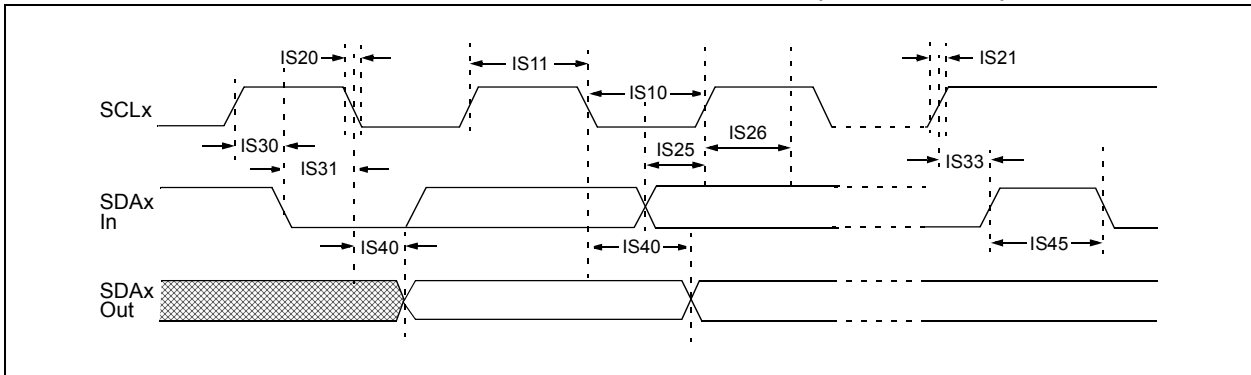 IS20
IS11
IS21
SCLx
IS10
IS30
IS26
IS31
IS25
IS33
SDAx
In
IS40
IS40
IS45
SDAx
Out